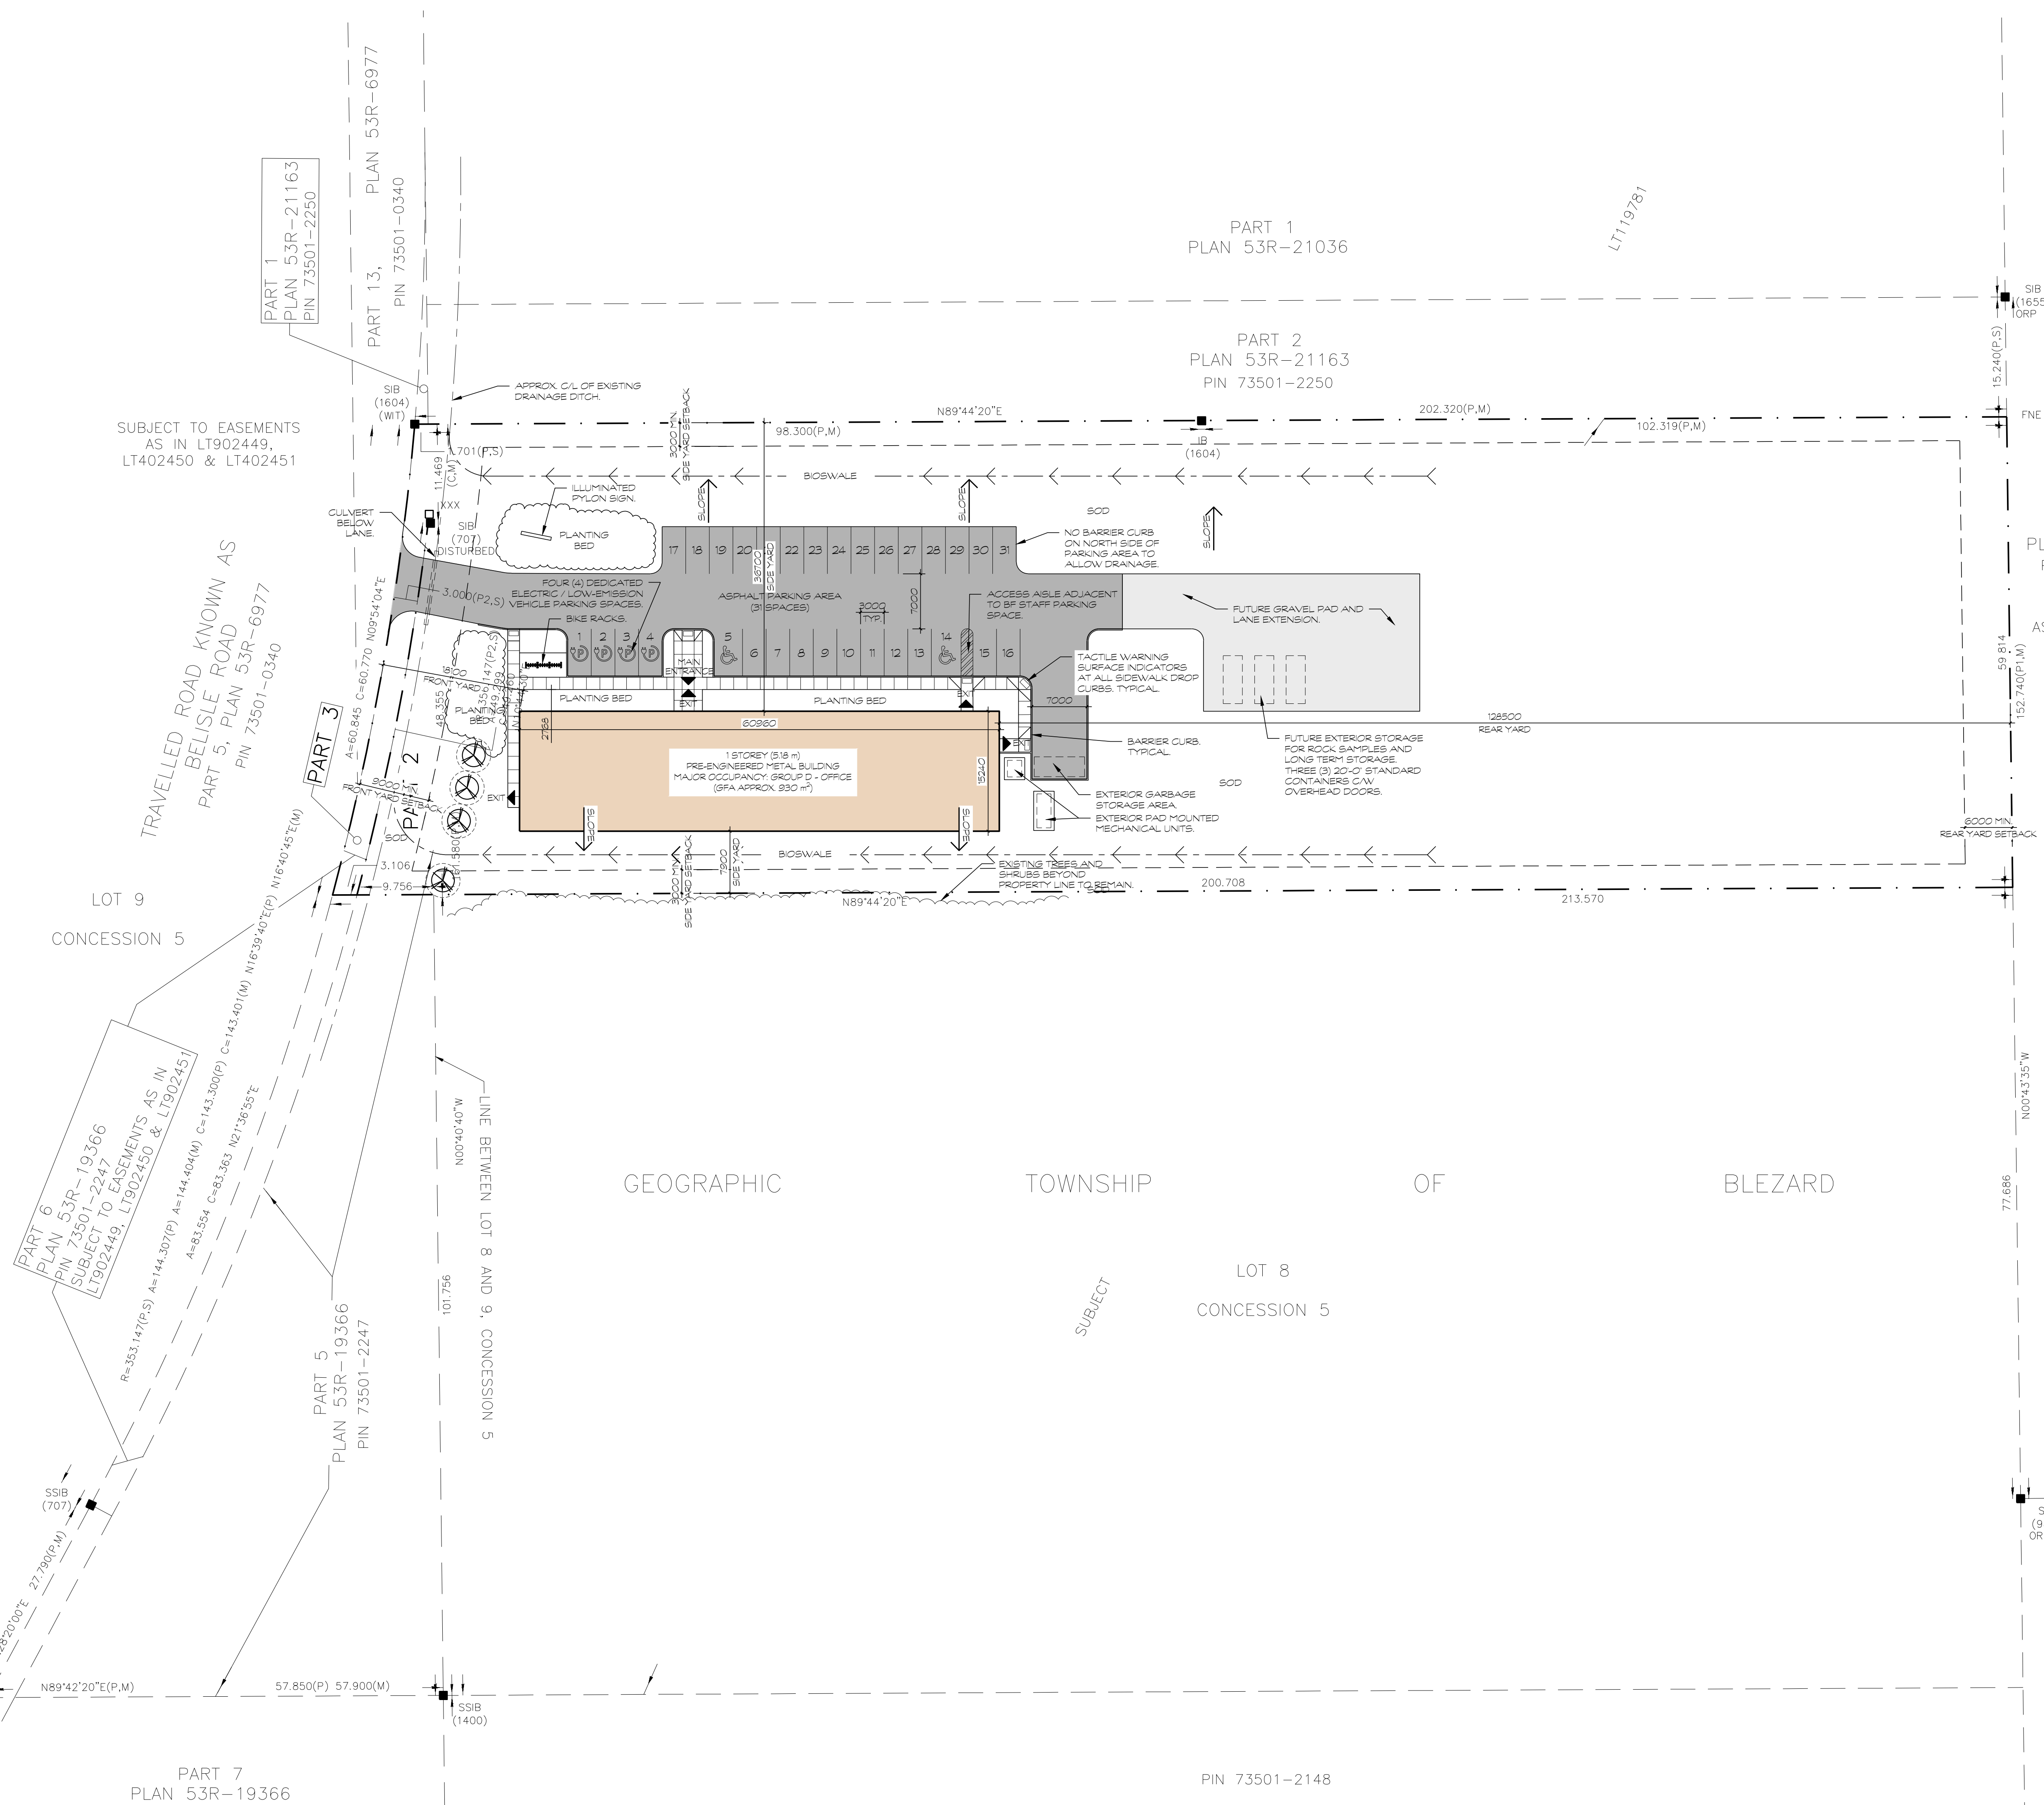 PART 1
PLAN 53R-21163
PIN 73501-2250
PART 13,
PLAN 53R-6977
PIN 73501-0340
PART 1
PLAN 53R-21036
LT119781
SIB
(1655
ORP
15.240(P,S)
PART 2
PLAN 53R-21163
PIN 73501-2250
SIB
(1604)
(WIT)
APPROX. C/L OF EXISTING
DRAINAGE DITCH.
SUBJECT TO EASEMENTS
AS IN LT902449,
LT402450 & LT402451
N89°44'20"E
202.320(P,M)
FNE
98.300(P,M)
102.319(P,M)
IB
(1604)
3000 MIN.
SIDE YARD SETBACK
1.701(P,S)
11.469
(C,M)
BIOSWALE
ILLUMINATED
PYLON SIGN.
SLOPE
SLOPE
SLOPE
SOD
CULVERT
BELOW
LANE.
XXX
SIB
(707)
DISTURBED
PLANTING
BED
NO BARRIER CURB
ON NORTH SIDE OF
PARKING AREA TO
ALLOW DRAINAGE.
17 18 19 20 22 23 24 25 26 27 28 29 30 31
36700
SIDE YARD
FOUR (4) DEDICATED
ELECTRIC / LOW-EMISSION
VEHICLE PARKING SPACES.
ASPHALT PARKING AREA
(31 SPACES)
3000
TYP.
7000
ACCESS AISLE ADJACENT
TO BF STAFF PARKING
SPACE.
FUTURE GRAVEL PAD AND
LANE EXTENSION.
3.000(P2,S)
BIKE RACKS.
1 2 3 4 5 6 7 8 9 10 11 12 13 14 15 16
MAIN
ENTRANCE
TACTILE WARNING
SURFACE INDICATORS
AT ALL SIDEWALK DROP
CURBS. TYPICAL.
TRAVELLED ROAD KNOWN AS
BELISLE ROAD
PART 5, PLAN 53R-6977
PIN 73501-0340
A=60.845 C=60.770 N09°54'04"E
9100
FRONT YARD
48.355
PLANTING
BED
PLANTING BED
EXIT
PLANTING BED
EXIT
7000
60960
2768
128500
REAR YARD
59.814
152.740(P1,M)
1 STOREY (5.18 m)
PRE-ENGINEERED METAL BUILDING
MAJOR OCCUPANCY: GROUP D - OFFICE
(GFA APPROX. 930 m²)
15240
BARRIER CURB.
TYPICAL.
FUTURE EXTERIOR STORAGE
FOR ROCK SAMPLES AND
LONG TERM STORAGE.
THREE (3) 20'-0" STANDARD
CONTAINERS C/W
OVERHEAD DOORS.
SOD
EXTERIOR GARBAGE
STORAGE AREA.
EXTERIOR PAD MOUNTED
MECHANICAL UNITS.
PART 3
PART 2
9000 MIN.
FRONT YARD SETBACK
EXIT
SLOPE
SLOPE
SOD
6000 MIN.
REAR YARD SETBACK
3.106
9.756
BIOSWALE
3000 MIN.
SIDE YARD SETBACK
7900
SIDE YARD
EXISTING TREES AND
SHRUBS BEYOND
PROPERTY LINE TO REMAIN.
SOD
N89°44'20"E
200.708
213.570
LOT 9
CONCESSION 5
R=353.147(P,S) A=144.307(P) A=144.404(M) C=143.300(P) C=143.401(M) N16°39'40"E(P) N16°40'45"E(M)
A=83.554 C=83.363 N21°36'55"E
PART 6
PLAN 53R-19366
PIN 73501-2247
SUBJECT TO EASEMENTS AS IN
LT902449, LT902450 & LT902451
N00°40'40"W
LINE BETWEEN LOT 8 AND 9, CONCESSION 5
101.756
N00°43'35"W
77.686
GEOGRAPHIC TOWNSHIP OF BLEZARD
LOT 8
CONCESSION 5
SUBJECT
PART 5
PLAN 53R-19366
PIN 73501-2247
SSIB
(707)
27.790(P,M)
N89°42'20"E(P,M)
57.850(P) 57.900(M)
SSIB
(1400)
PART 7
PLAN 53R-19366
PIN 73501-2148